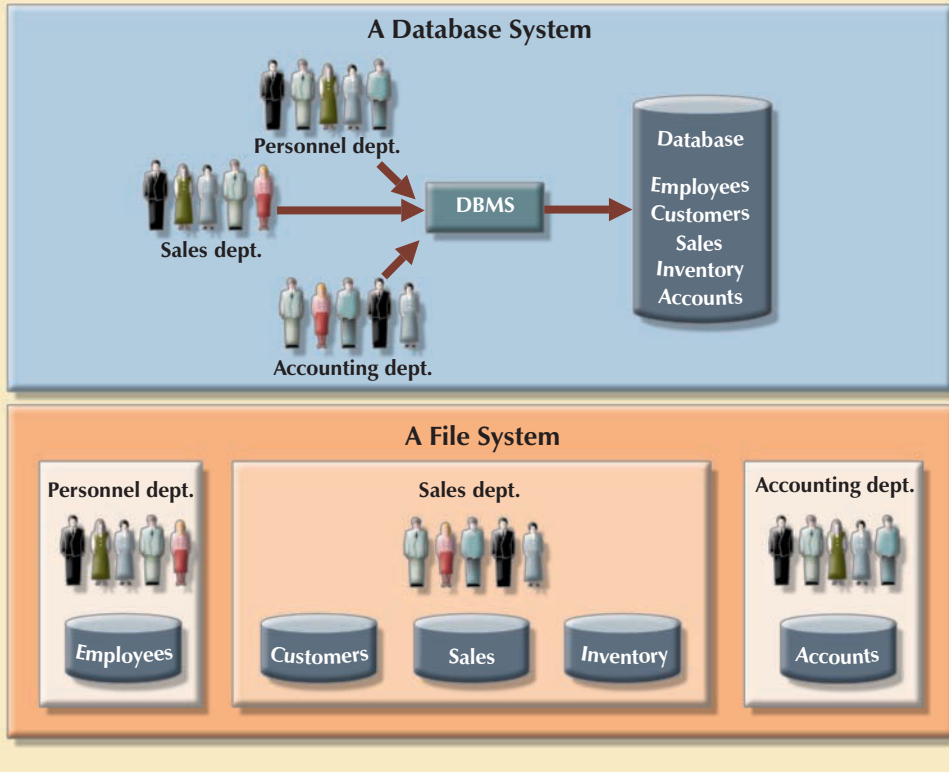 A Database System
Personnel dept.
Sales dept.
Accounting dept.
DBMS
Database
Employees
Customers
Sales
Inventory
Accounts
A File System
Personnel dept.
Employees
Sales dept.
Customers
Sales
Inventory
Accounting dept.
Accounts